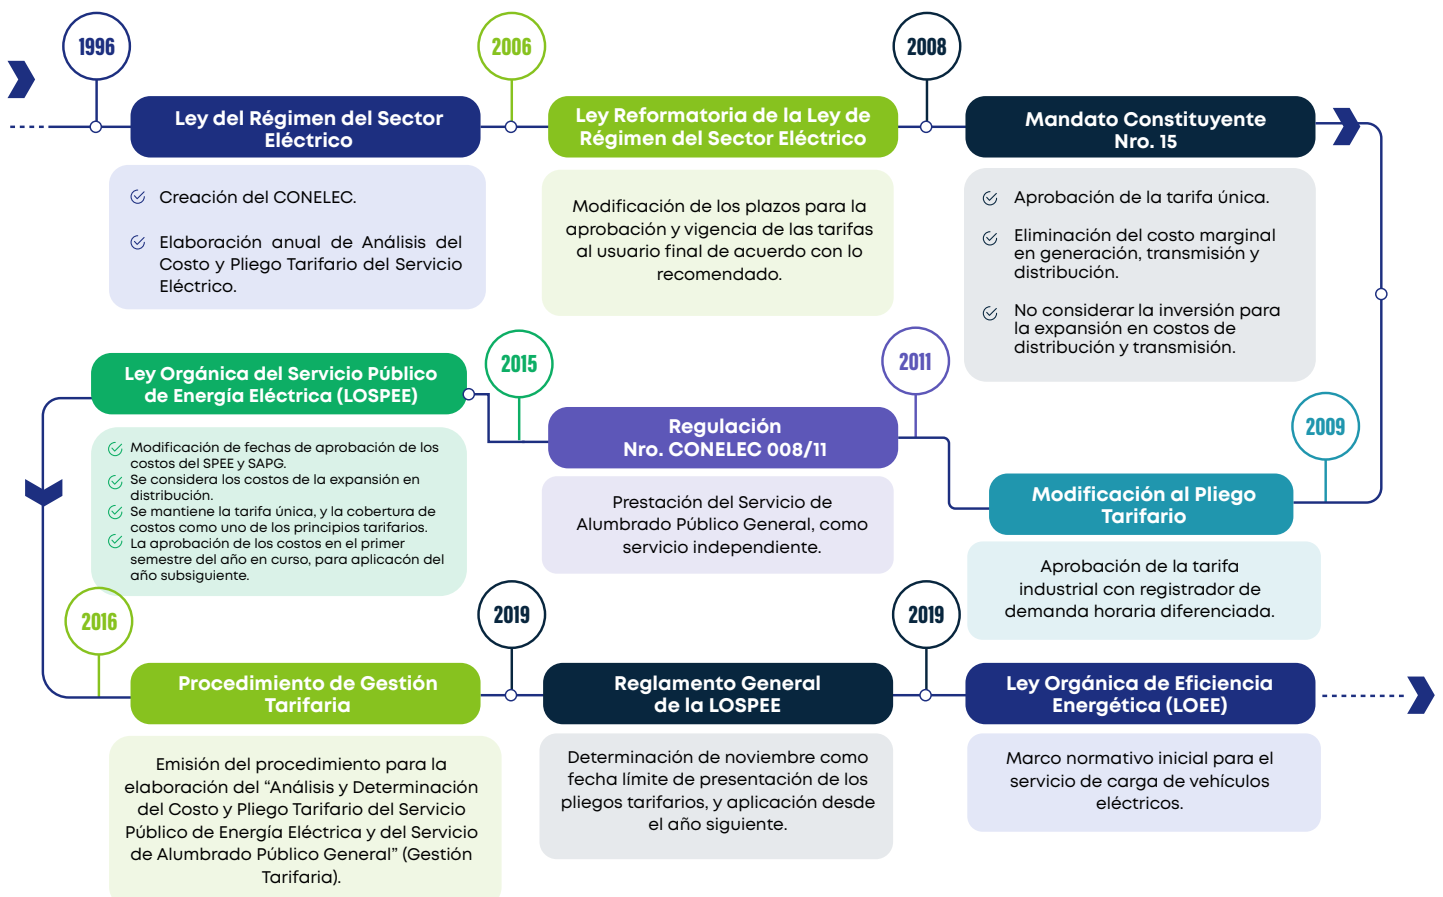 1996
Ley del Régimen del Sector
Eléctrico
Creación del CONELEC.
Elaboración anual de Análisis del
Costo y Pliego Tarifario del Servicio
Eléctrico.
2006
Ley Reformatoria de la Ley de
Régimen del Sector Eléctrico
Modificación de los plazos para la
aprobación y vigencia de las tarifas
al usuario final de acuerdo con lo
recomendado.
2008
Mandato Constituyente
Nro. 15
Aprobación de la tarifa única.
Eliminación del costo marginal
en generación, transmisión y
distribución.
No considerar la inversión para
la expansión en costos de
distribución y transmisión.
2009
Modificación al Pliego
Tarifario
Aprobación de la tarifa
industrial con registrador de
demanda horaria diferenciada.
2011
Regulación
Nro. CONELEC 008/11
Prestación del Servicio de
Alumbrado Público General, como
servicio independiente.
2015
Ley Orgánica del Servicio Público
de Energía Eléctrica (LOSPEE)
Modificación de fechas de aprobación de los
costos del SPEE y SAPG.
Se considera los costos de la expansión en
distribución.
Se mantiene la tarifa única, y la cobertura de
costos como uno de los principios tarifarios.
La aprobación de los costos en el primer
semestre del año en curso, para aplicacón del
año subsiguiente.
2016
Procedimiento de Gestión
Tarifaria
Emisión del procedimiento para la
elaboración del “Análisis y Determinación
del Costo y Pliego Tarifario del Servicio
Público de Energía Eléctrica y del Servicio
de Alumbrado Público General” (Gestión
Tarifaria).
2019
Reglamento General
de la LOSPEE
Determinación de noviembre como
fecha límite de presentación de los
pliegos tarifarios, y aplicación desde
el año siguiente.
2019
Ley Orgánica de Eficiencia
Energética (LOEE)
Marco normativo inicial para el
servicio de carga de vehículos
eléctricos.